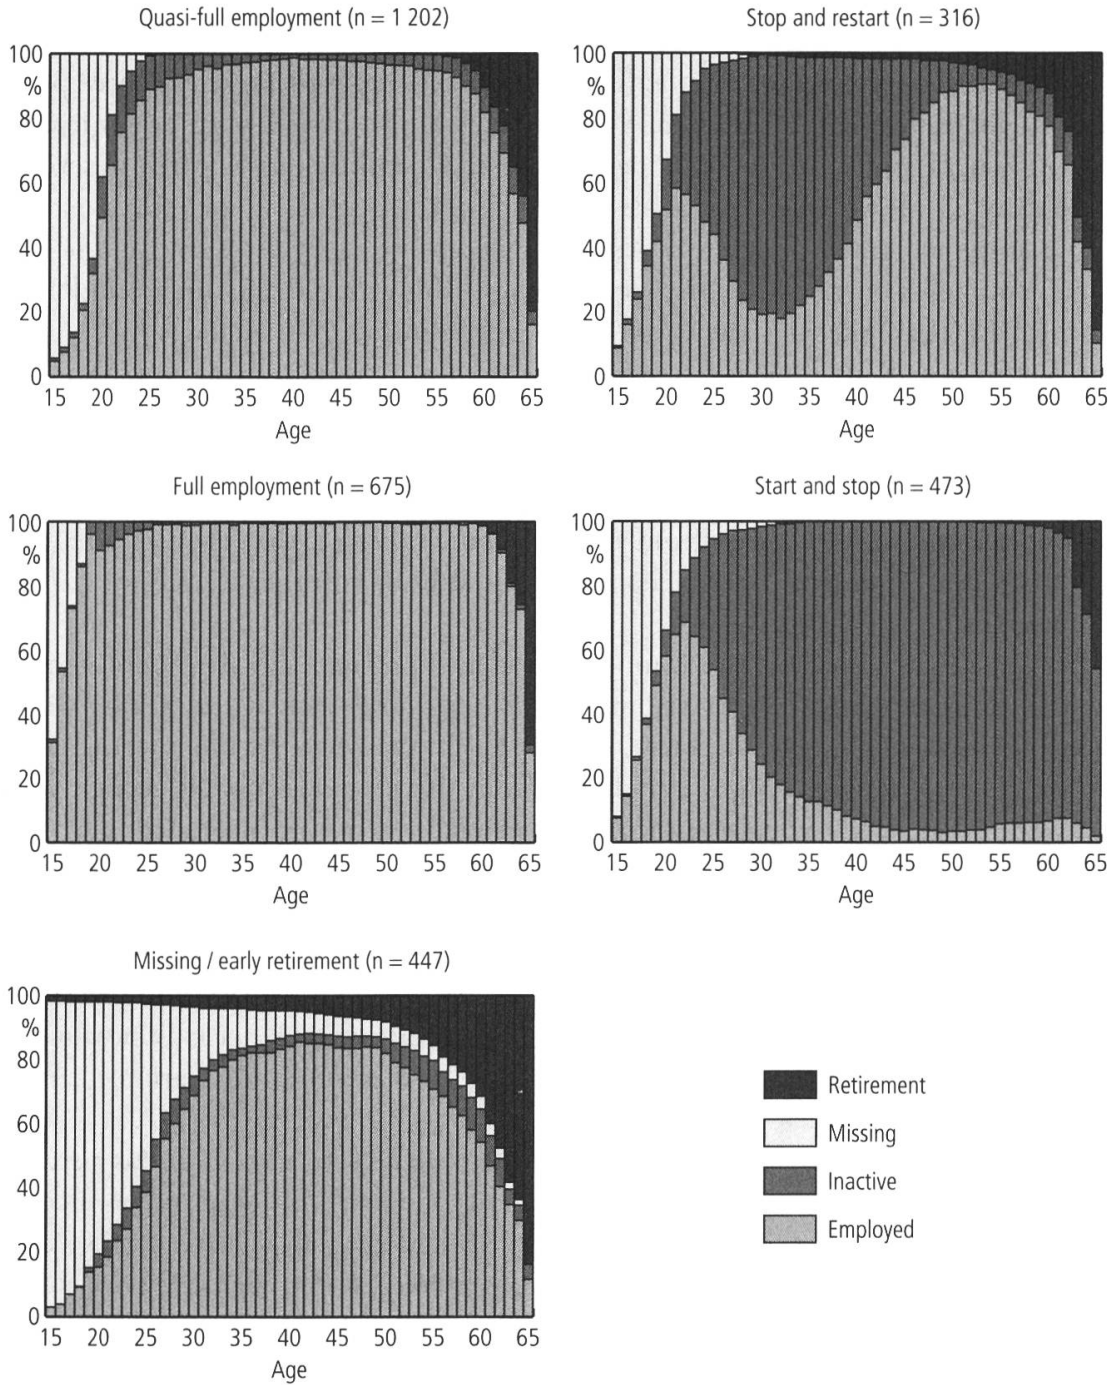 Quasi-full employment (n = 1 202)
100
%
80
60
40
20
0
15 20 25 30 35 40 45 50 55 60 65
Age
Stop and restart (n = 316)
100
%
80
60
40
20
0
15 20 25 30 35 40 45 50 55 60 65
Age
Full employment (n = 675)
100
%
80
60
40
20
0
15 20 25 30 35 40 45 50 55 60 65
Age
Start and stop (n = 473)
100
%
80
60
40
20
0
15 20 25 30 35 40 45 50 55 60 65
Age
Missing / early retirement (n = 447)
100
%
80
60
40
20
0
15 20 25 30 35 40 45 50 55 60 65
Age
Retirement
Missing
Inactive
Employed